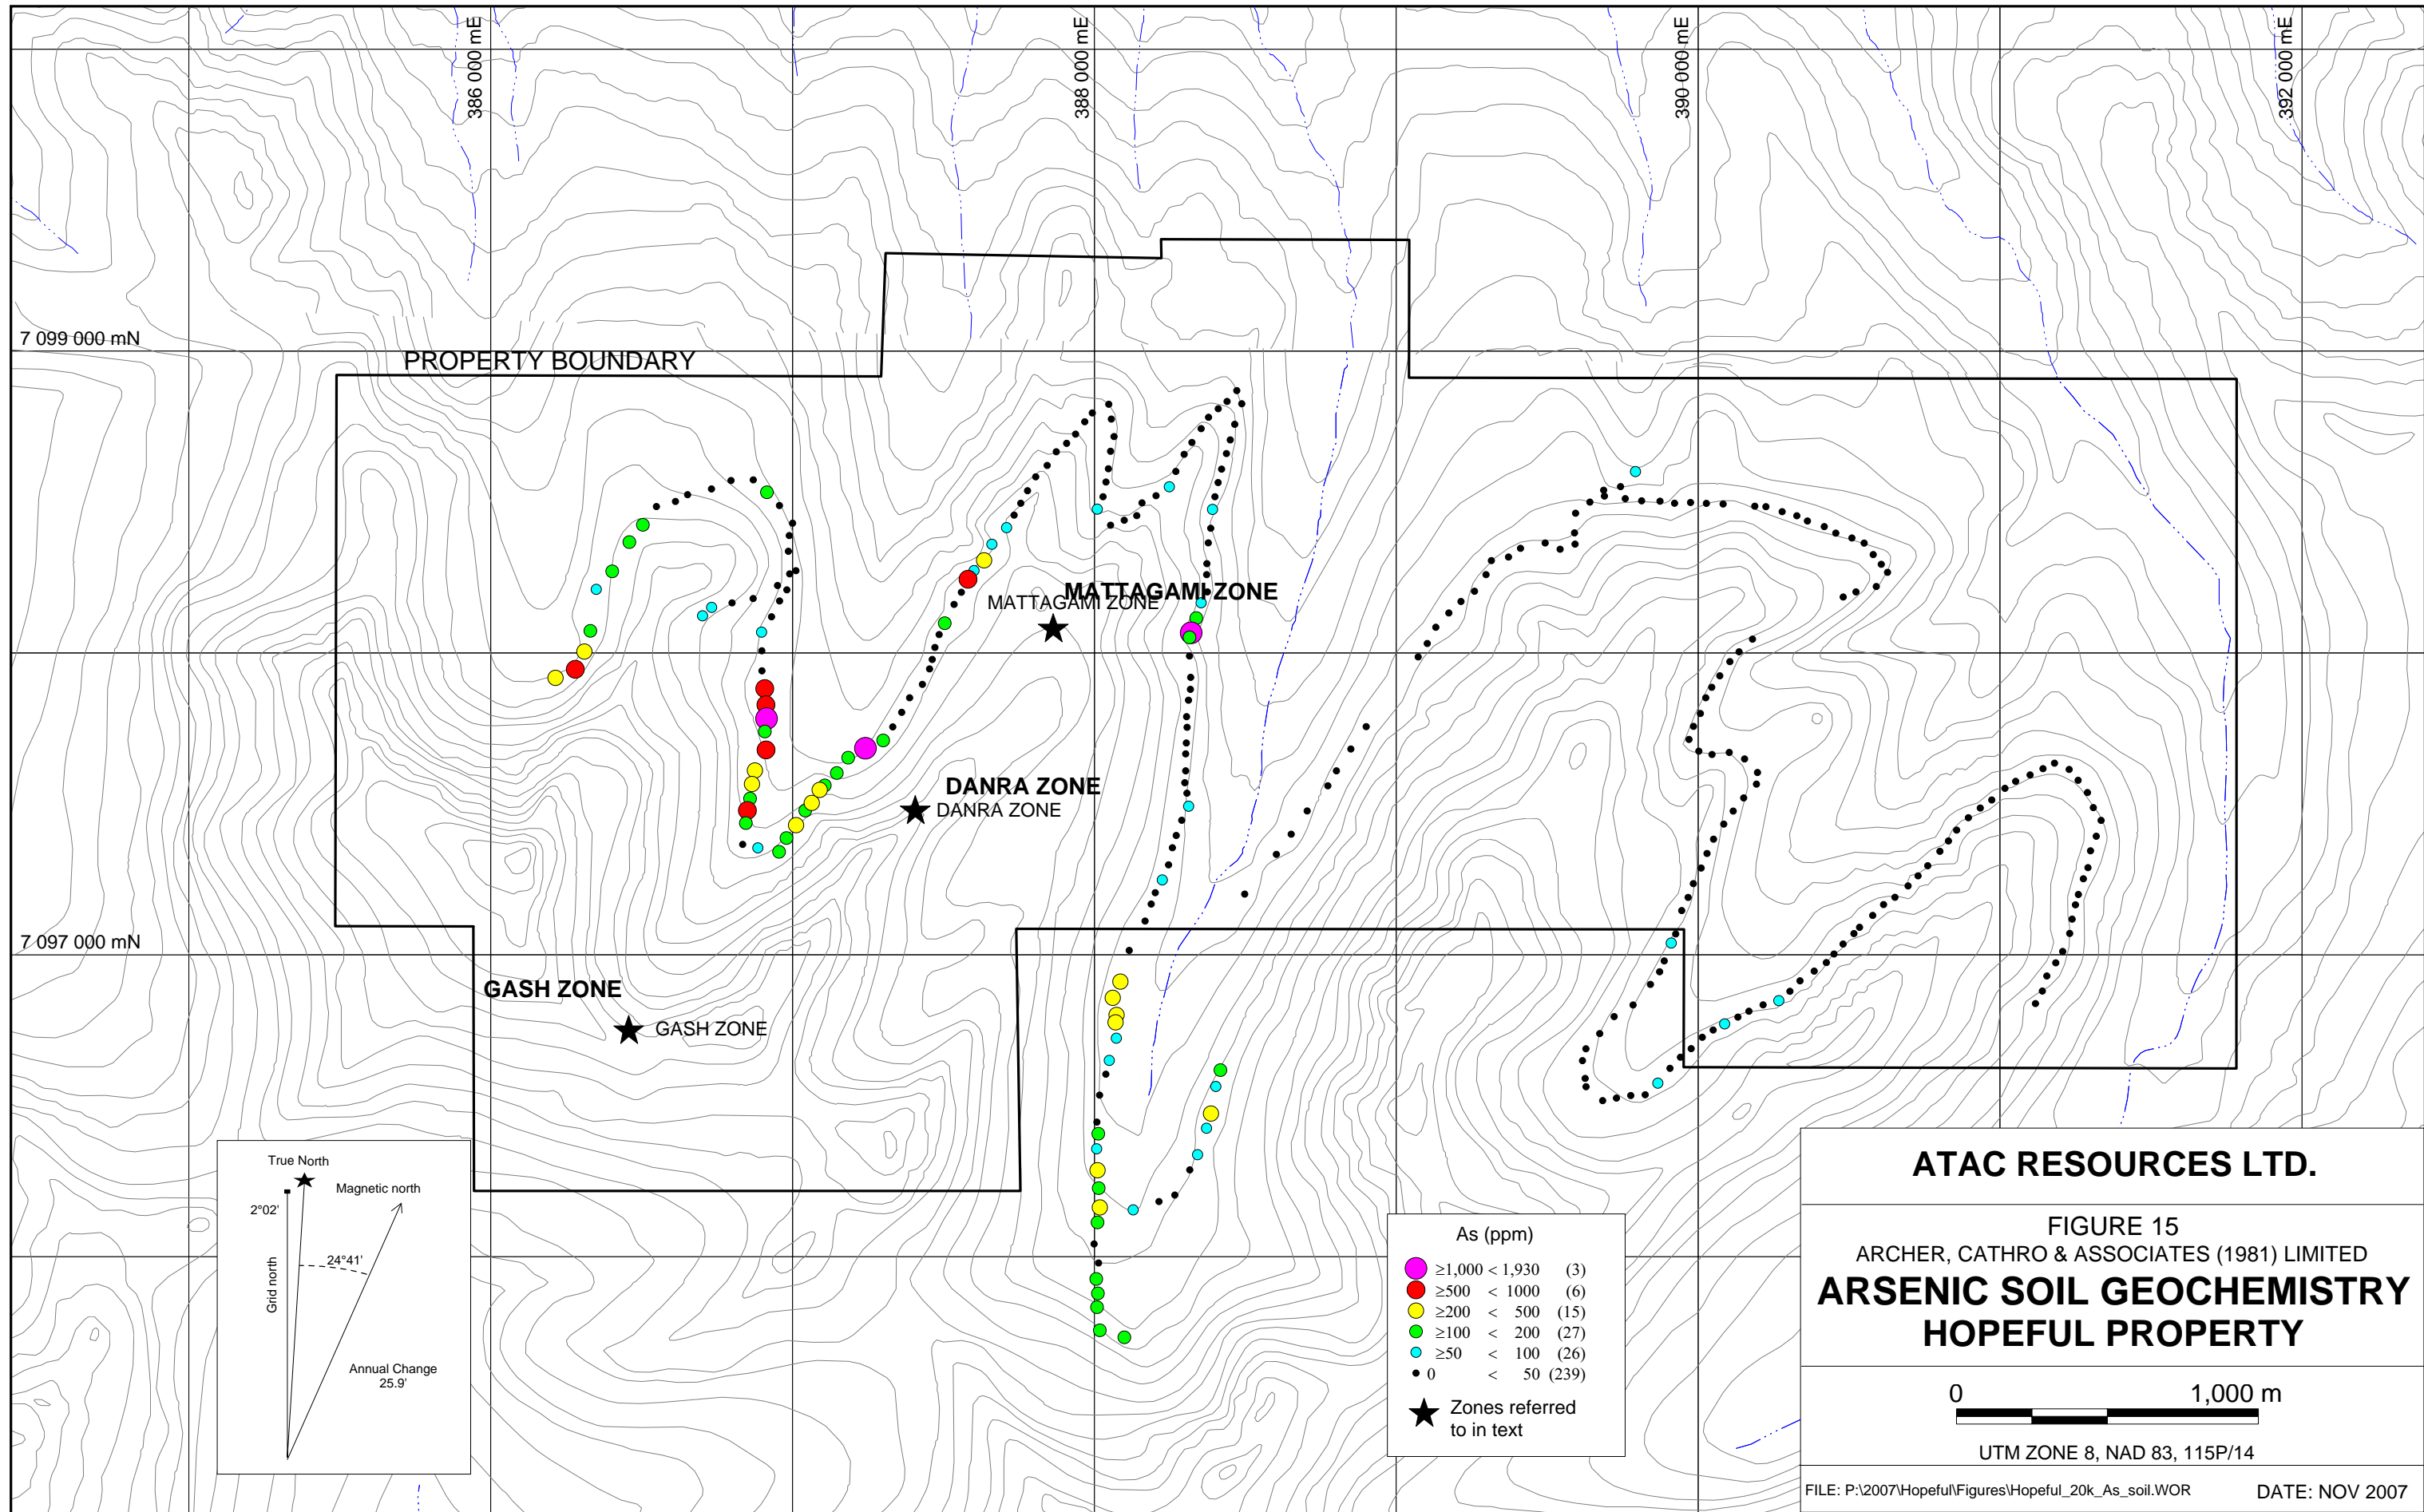 386 000 mE
388 000 mE
390 000 mE
392 000 mE
7 099 000 mN
PROPERTY BOUNDARY
MATTAGAMI ZONE
MATTAGAMI ZONE
DANRA ZONE
DANRA ZONE
7 097 000 mN
GASH ZONE
GASH ZONE
True North
Magnetic north
2°02'
24°41'
Grid north
Annual Change
25.9'
As (ppm)
≥1,000 < 1,930 (3)
≥500 < 1000 (6)
≥200 < 500 (15)
≥100 < 200 (27)
≥50 < 100 (26)
0 < 50 (239)
Zones referred
to in text
ATAC RESOURCES LTD.
FIGURE 15
ARCHER, CATHRO & ASSOCIATES (1981) LIMITED
ARSENIC SOIL GEOCHEMISTRY
HOPEFUL PROPERTY
0 1,000 m
UTM ZONE 8, NAD 83, 115P/14
FILE: P:\2007\Hopeful\Figures\Hopeful_20k_As_soil.WOR DATE: NOV 2007